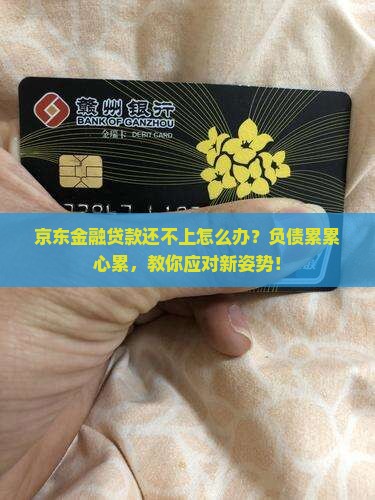 赣州银行
BANK OF GANZHOU
金瑞卡 DEBIT CARD
京东金融贷款还不上怎么办？负债累累
心累，教你应对新姿势！